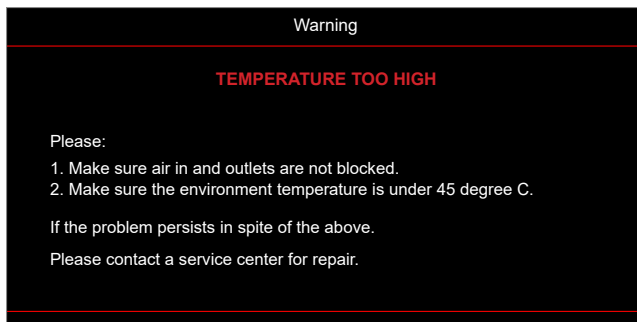 Warning
TEMPERATURE TOO HIGH
Please:
1. Make sure air in and outlets are not blocked.
2. Make sure the environment temperature is under 45 degree C.
If the problem persists in spite of the above.
Please contact a service center for repair.